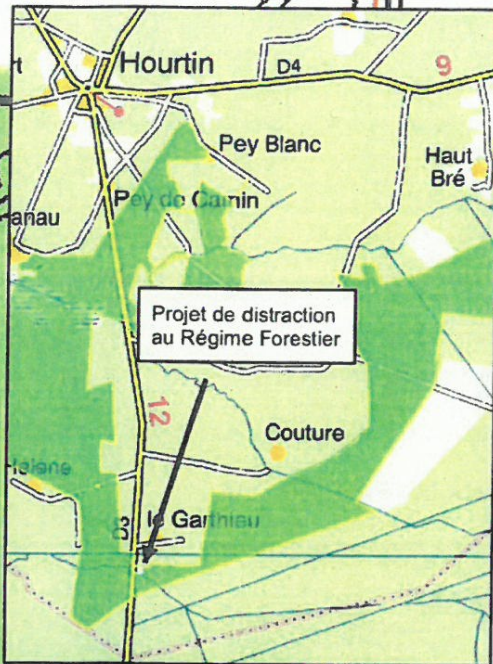 Hourtin
D4
9
Pey Blanc
Haut
Bré
Pey de Camin
Projet de distraction
au Régime Forestier
12
Couture
le Garthiau